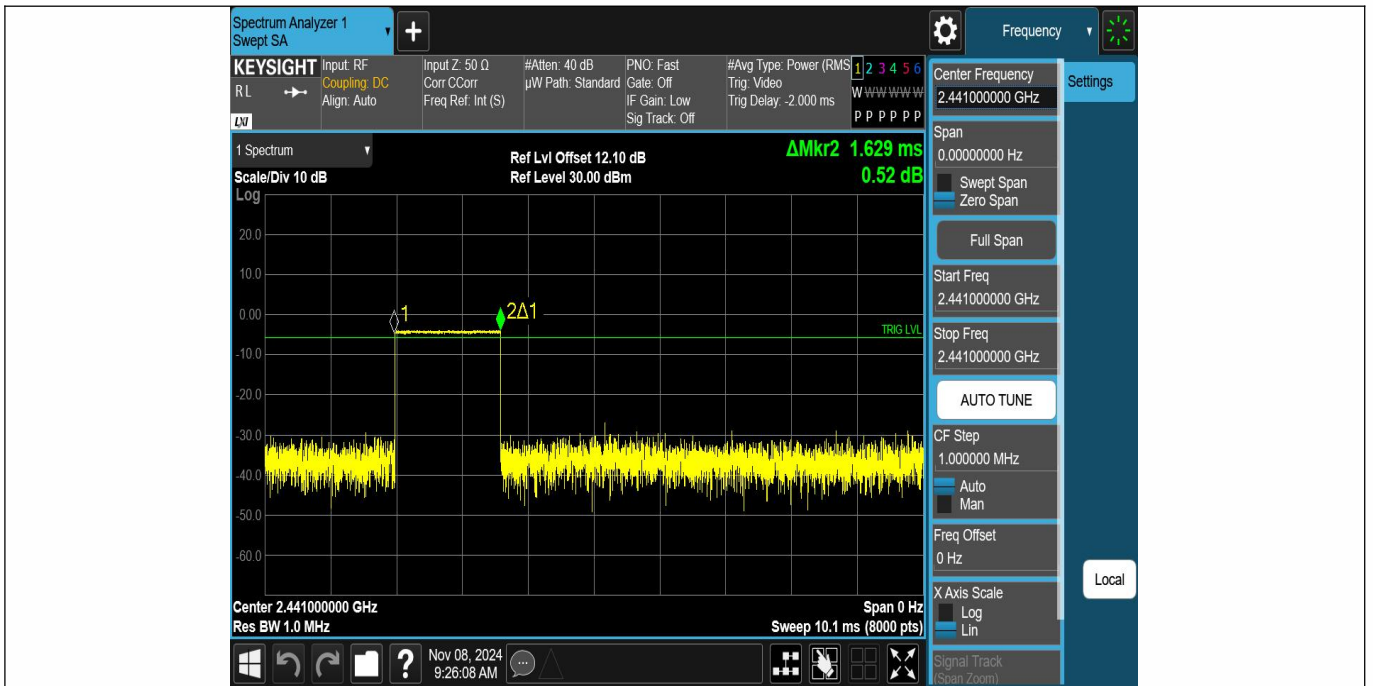 Spectrum Analyzer 1
Swept SA
Frequency
KEYSIGHT
RL
LXI
Input: RF
Coupling: DC
Align: Auto
Input Z: 50 Ω
Corr CCorr
Freq Ref: Int (S)
#Atten: 40 dB
µW Path: Standard
PNO: Fast
Gate: Off
IF Gain: Low
Sig Track: Off
#Avg Type: Power (RMS
Trig: Video
Trig Delay: -2.000 ms
1 2 3 4 5 6
W W W W W W
P P P P P P
1 Spectrum
Scale/Div 10 dB
Log
Ref Lvl Offset 12.10 dB
Ref Level 30.00 dBm
ΔMkr2 1.629 ms
0.52 dB
20.0
10.0
0.00
-10.0
-20.0
-30.0
-40.0
-50.0
-60.0
1
2Δ1
TRIG LVL
Center 2.441000000 GHz
Res BW 1.0 MHz
Span 0 Hz
Sweep 10.1 ms (8000 pts)
?
Nov 08, 2024
9:26:08 AM
Center Frequency
2.441000000 GHz
Span
0.00000000 Hz
Swept Span
Zero Span
Full Span
Start Freq
2.441000000 GHz
Stop Freq
2.441000000 GHz
AUTO TUNE
CF Step
1.000000 MHz
Auto
Man
Freq Offset
0 Hz
X Axis Scale
Log
Lin
Signal Track
(Span Zoom)
Settings
Local